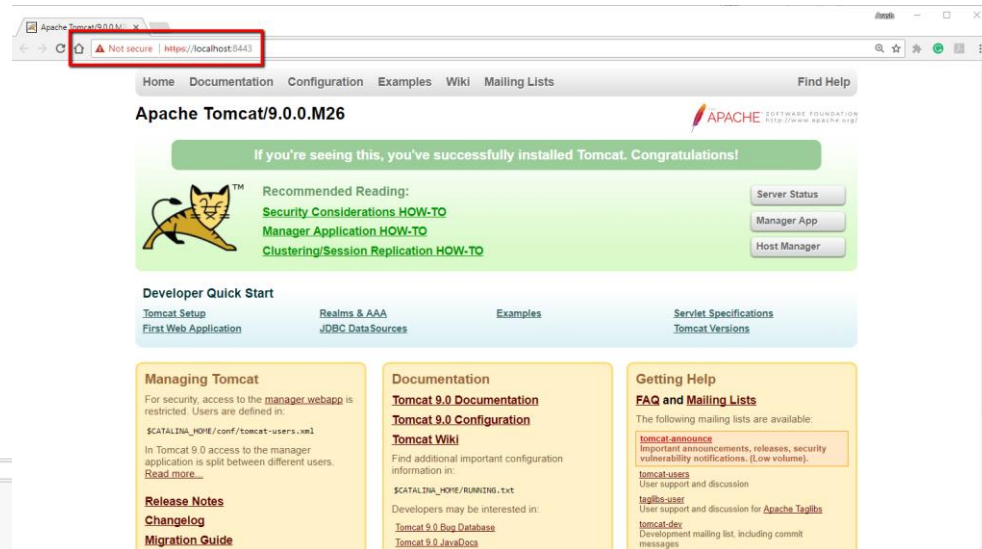 Apache Tomcat/9.0.0.M
Not secure | https://localhost:8443
Home Documentation Configuration Examples Wiki Mailing Lists Find Help
Apache Tomcat/9.0.0.M26
APACHE SOFTWARE FOUNDATION
http://www.apache.org/
If you're seeing this, you've successfully installed Tomcat. Congratulations!
TM
Recommended Reading:
Security Considerations HOW-TO
Manager Application HOW-TO
Clustering/Session Replication HOW-TO
Server Status
Manager App
Host Manager
Developer Quick Start
Tomcat Setup
First Web Application
Realms & AAA
JDBC DataSources
Examples
Servlet Specifications
Tomcat Versions
Managing Tomcat
For security, access to the manager webapp is
restricted. Users are defined in:
$CATALINA_HOME/conf/tomcat-users.xml
In Tomcat 9.0 access to the manager
application is split between different users.
Read more...
Release Notes
Changelog
Migration Guide
Documentation
Tomcat 9.0 Documentation
Tomcat 9.0 Configuration
Tomcat Wiki
Find additional important configuration
information in:
$CATALINA_HOME/RUNNING.txt
Developers may be interested in:
Tomcat 9.0 Bug Database
Tomcat 9.0 JavaDocs
Getting Help
FAQ and Mailing Lists
The following mailing lists are available:
tomcat-announce
Important announcements, releases, security
vulnerability notifications. (Low volume).
tomcat-users
User support and discussion
taglibs-user
User support and discussion for Apache Taglibs
tomcat-dev
Development mailing list, including commit
messages